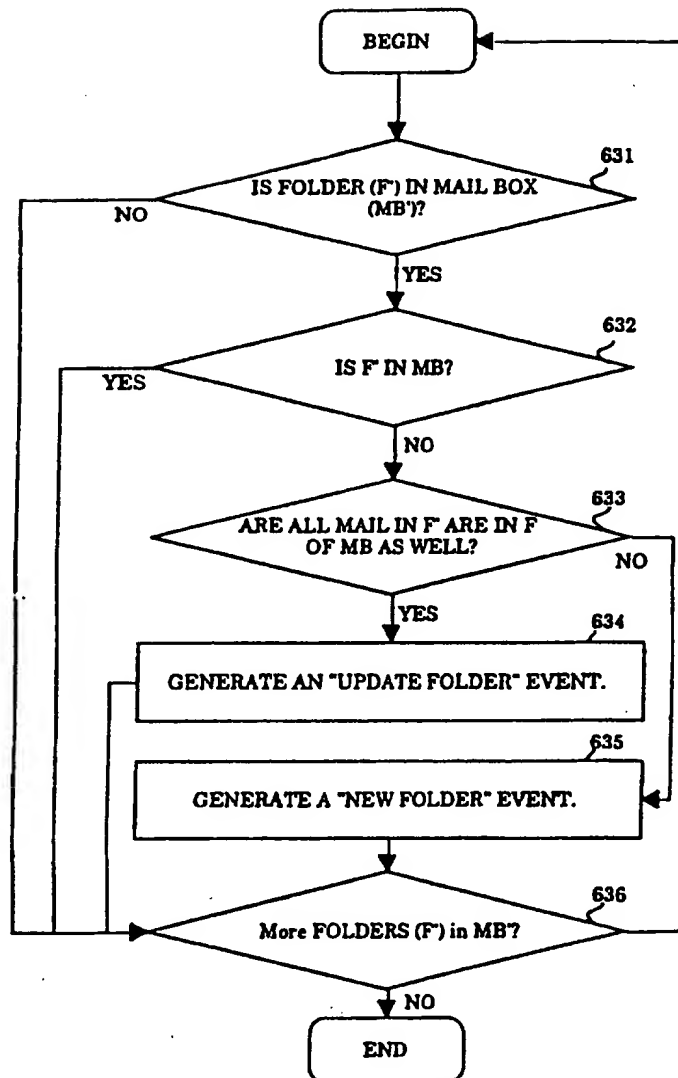 BEGIN
631
IS FOLDER (F') IN MAIL BOX
(MB')?
NO
YES
632
IS F' IN MB?
YES
NO
633
ARE ALL MAIL IN F' ARE IN F
OF MB AS WELL?
NO
YES
634
GENERATE AN "UPDATE FOLDER" EVENT.
635
GENERATE A "NEW FOLDER" EVENT.
636
More FOLDERS (F') in MB'?
NO
END